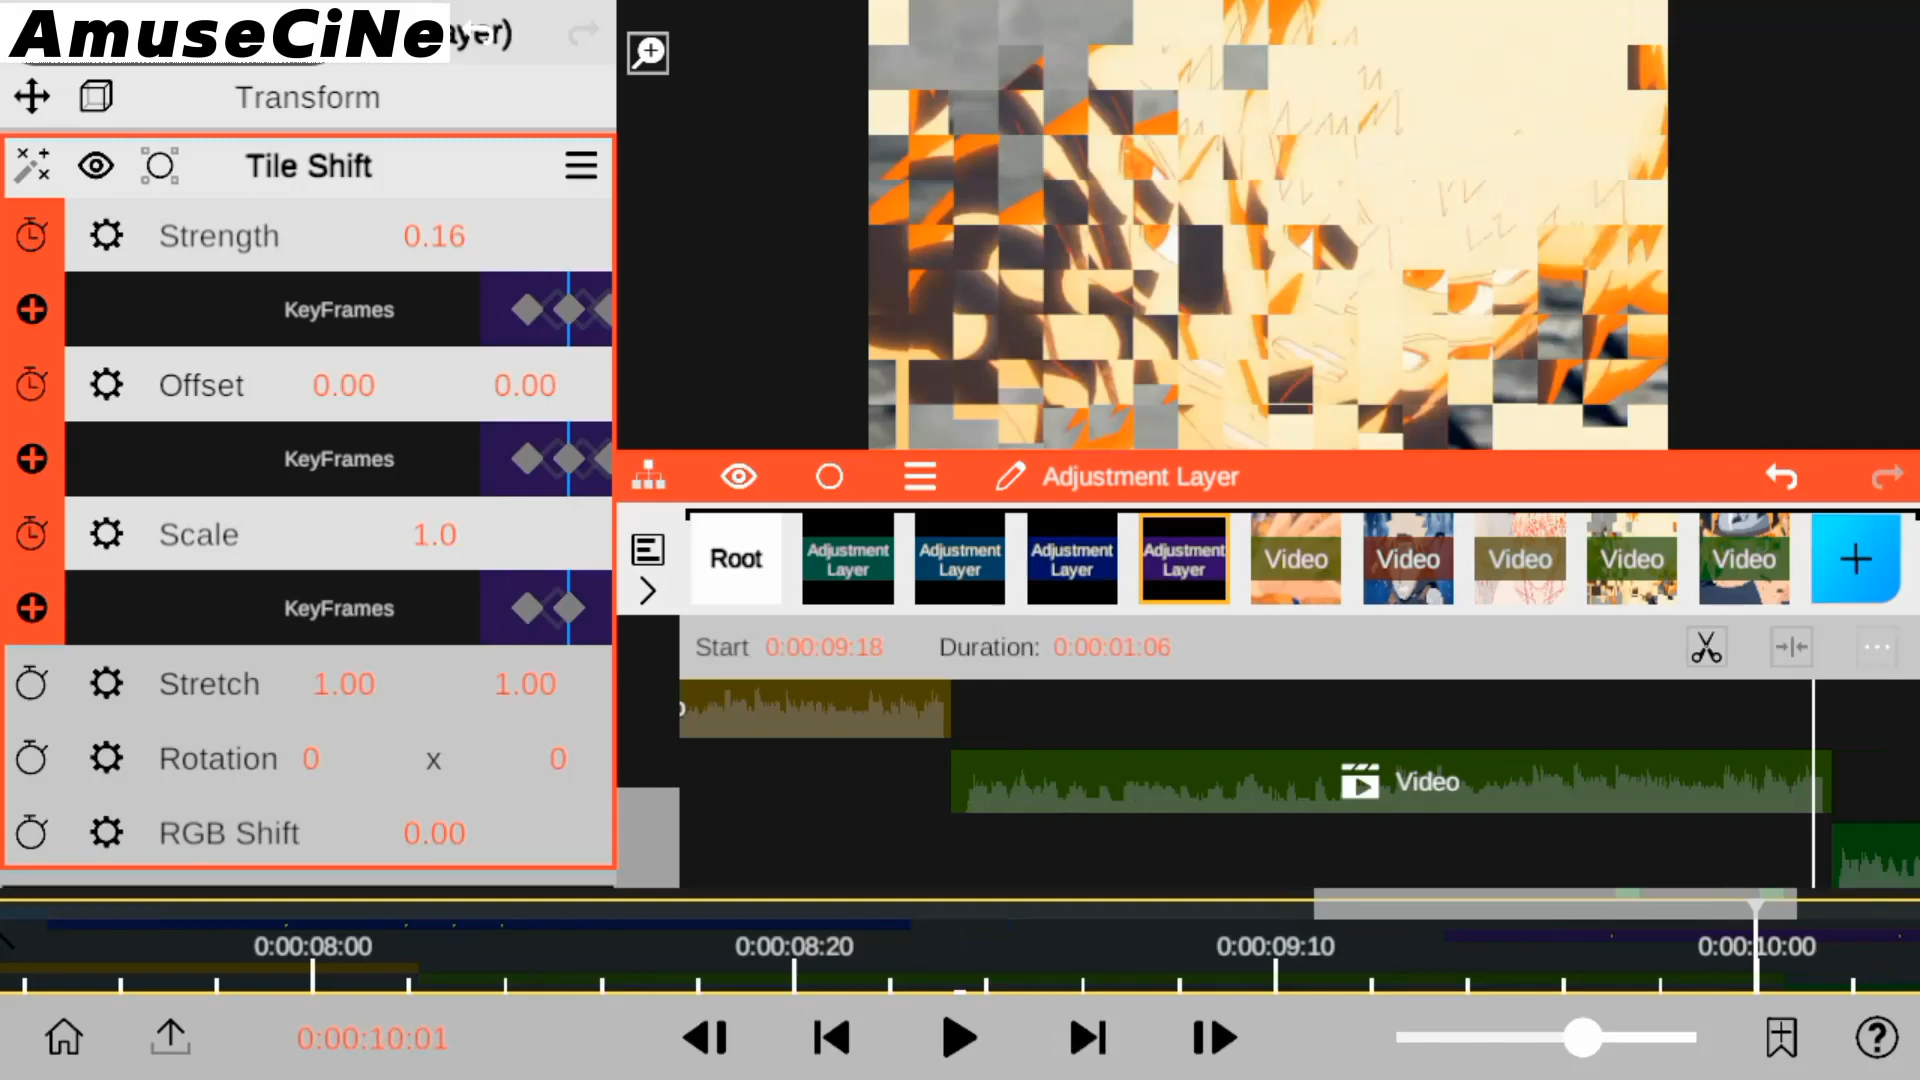 AmuseCiNe
ayer)
Transform
Tile Shift
Strength 0.16
KeyFrames
Offset 0.00 0.00
KeyFrames
Scale 1.0
KeyFrames
Stretch 1.00 1.00
Rotation 0 x 0
RGB Shift 0.00
Adjustment Layer
Root
Adjustment Layer
Adjustment Layer
Adjustment Layer
Adjustment Layer
Video
Video
Video
Video
Video
Start 0:00:09:18 Duration: 0:00:01:06
Video
0:00:08:00 0:00:08:20 0:00:09:10 0:00:10:00
0:00:10:01